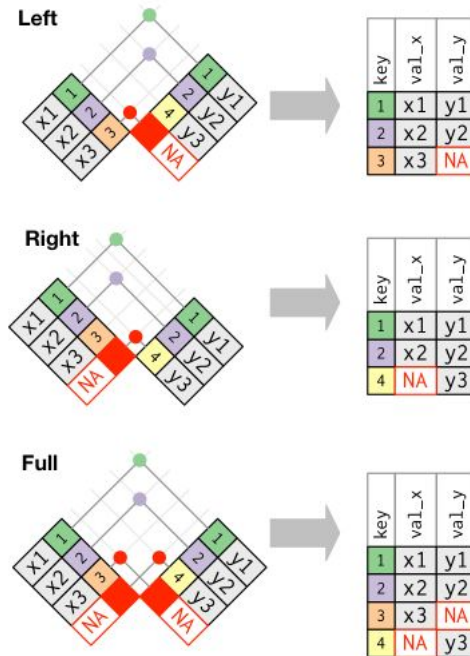 Left
1 x1
2 x2
3 x3
1 y1
2 y2
4 y3
NA
key val_x val_y
1 x1 y1
2 x2 y2
3 x3 NA
Right
1 x1
2 x2
3 x3
NA
1 y1
2 y2
4 y3
key val_x val_y
1 x1 y1
2 x2 y2
4 NA y3
Full
1 x1
2 x2
3 x3
NA
1 y1
2 y2
4 y3
NA
key val_x val_y
1 x1 y1
2 x2 y2
3 x3 NA
4 NA y3